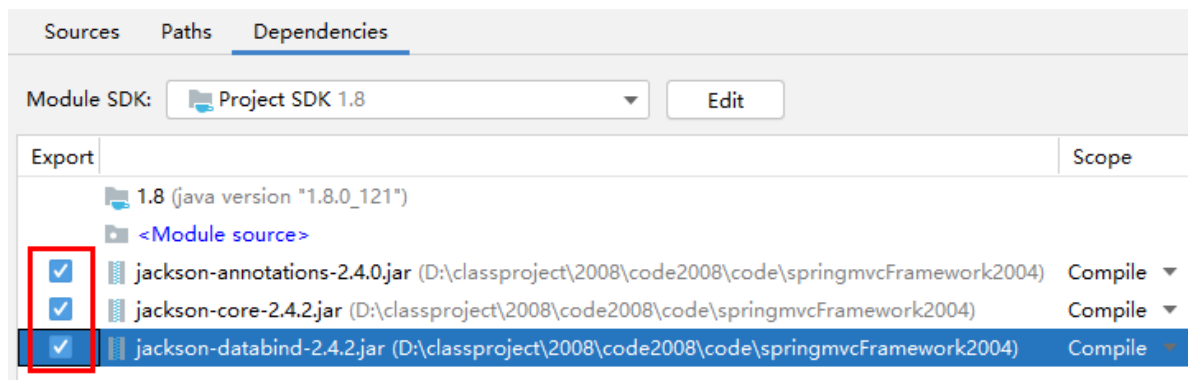 Sources Paths Dependencies
Module SDK: Project SDK 1.8 Edit
Export Scope
1.8 (java version "1.8.0_121")
<Module source>
jackson-annotations-2.4.0.jar (D:\classproject\2008\code2008\code\springmvcFramework2004) Compile
jackson-core-2.4.2.jar (D:\classproject\2008\code2008\code\springmvcFramework2004) Compile
jackson-databind-2.4.2.jar (D:\classproject\2008\code2008\code\springmvcFramework2004) Compile